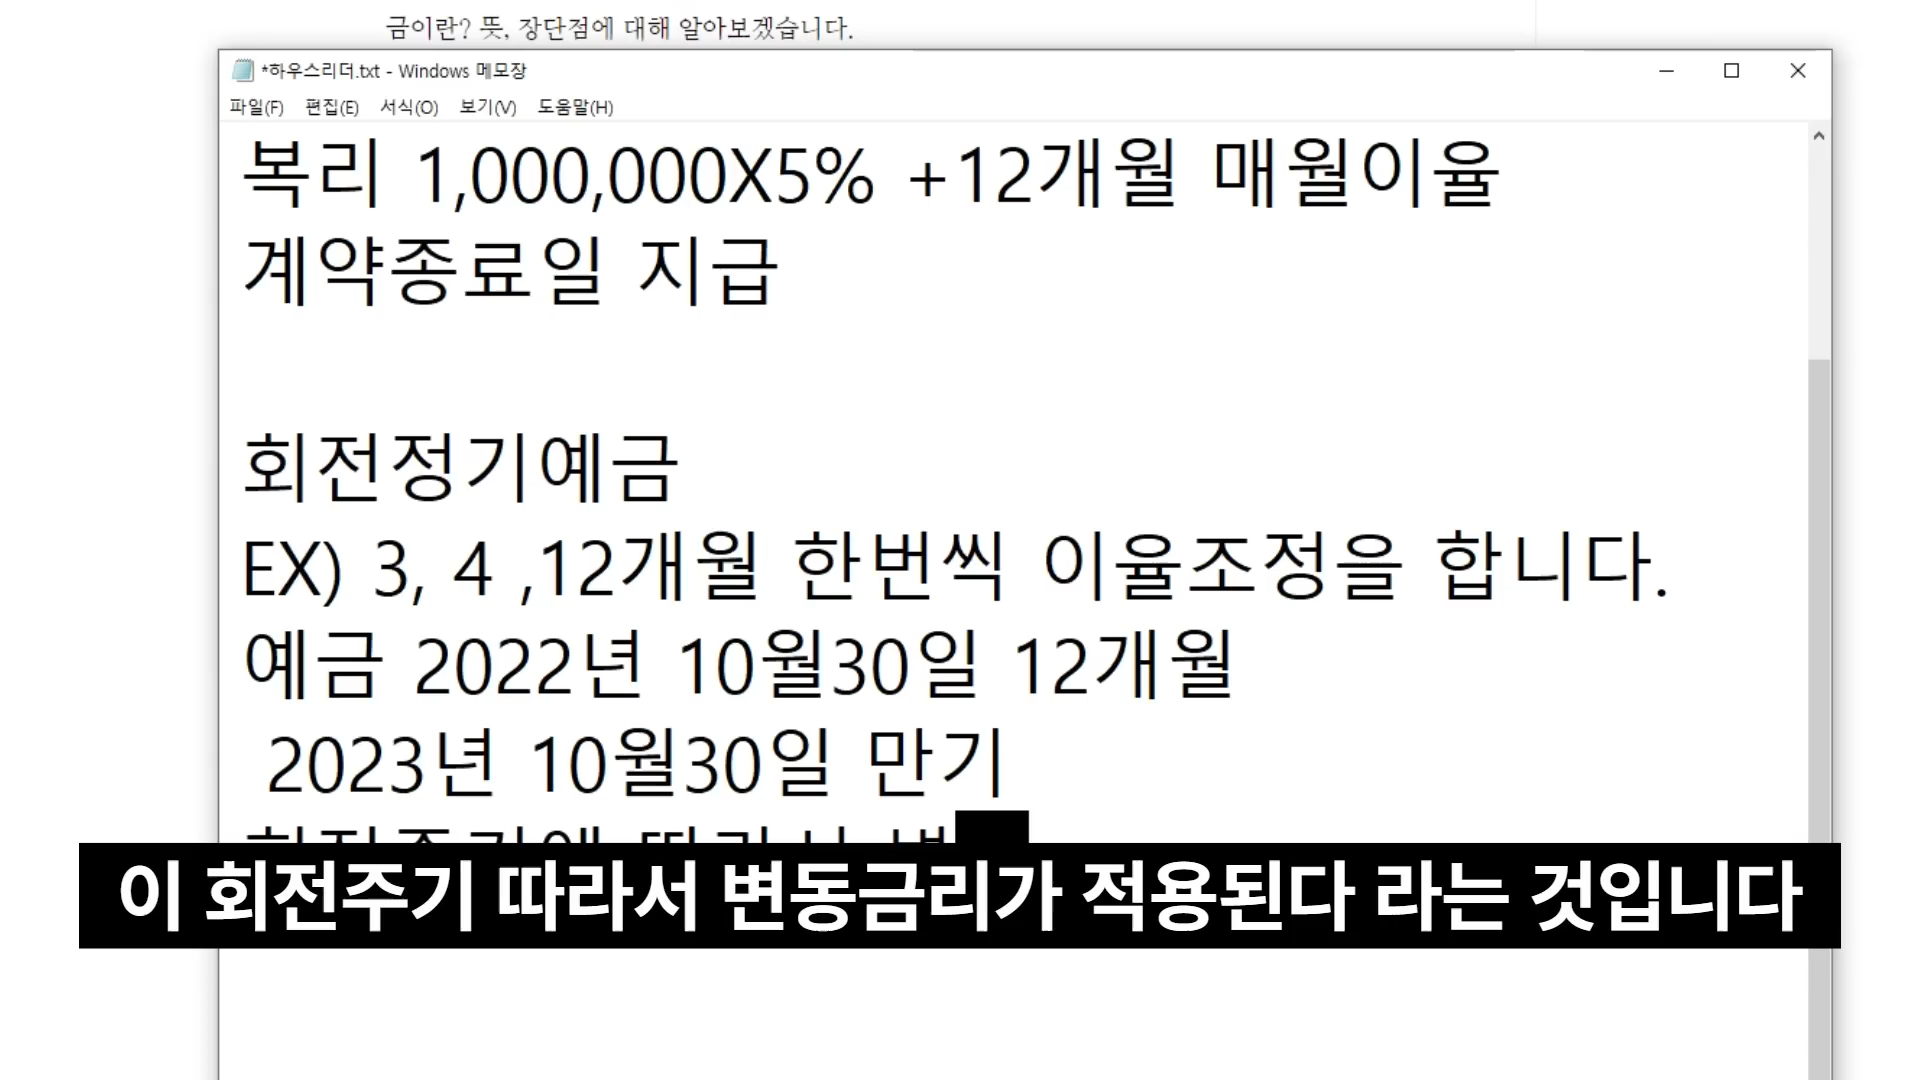 금이란? 뜻, 장단점에 대해 알아보겠습니다.
*하우스리더.txt - Windows 메모장
파일(F) 편집(E) 서식(O) 보기(V) 도움말(H)
복리 1,000,000X5% +12개월 매월이율
계약종료일 지급
회전정기예금
EX) 3, 4 ,12개월 한번씩 이율조정을 합니다.
예금 2022년 10월30일 12개월
2023년 10월30일 만기
이 회전주기 따라서 변동금리가 적용된다 라는 것입니다